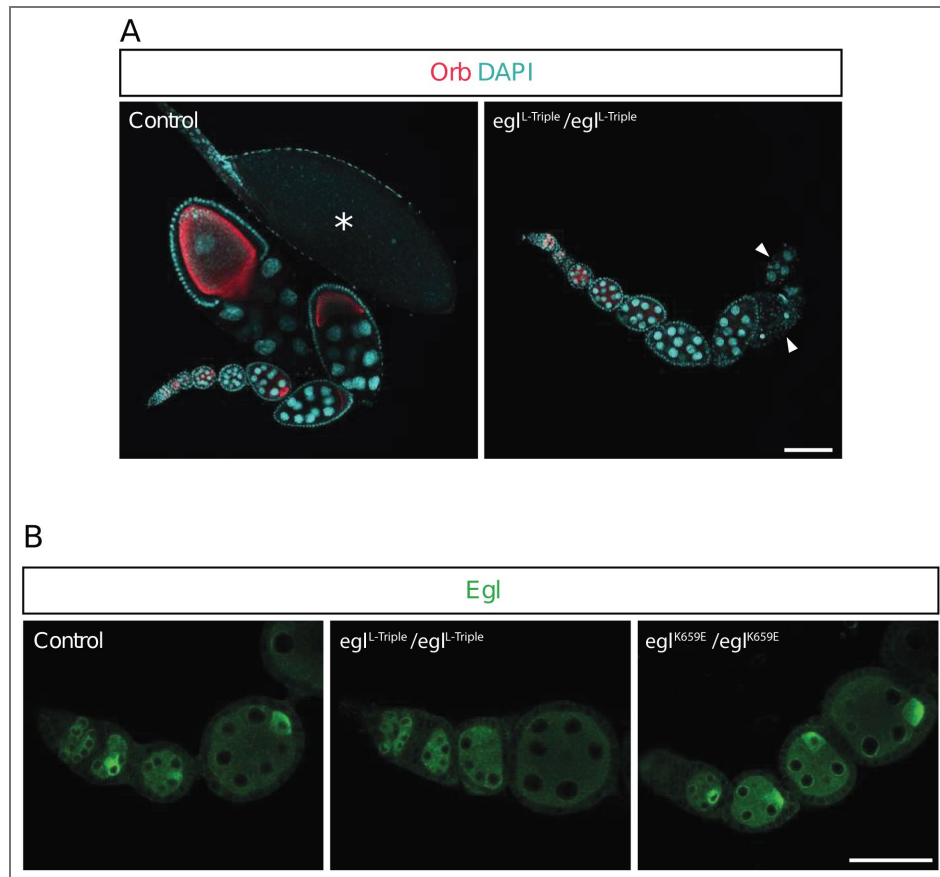 A
Orb DAPI
Control
egl^L-Triple /egl^L-Triple
*
B
Egl
Control
egl^L-Triple /egl^L-Triple
egl^K659E /egl^K659E